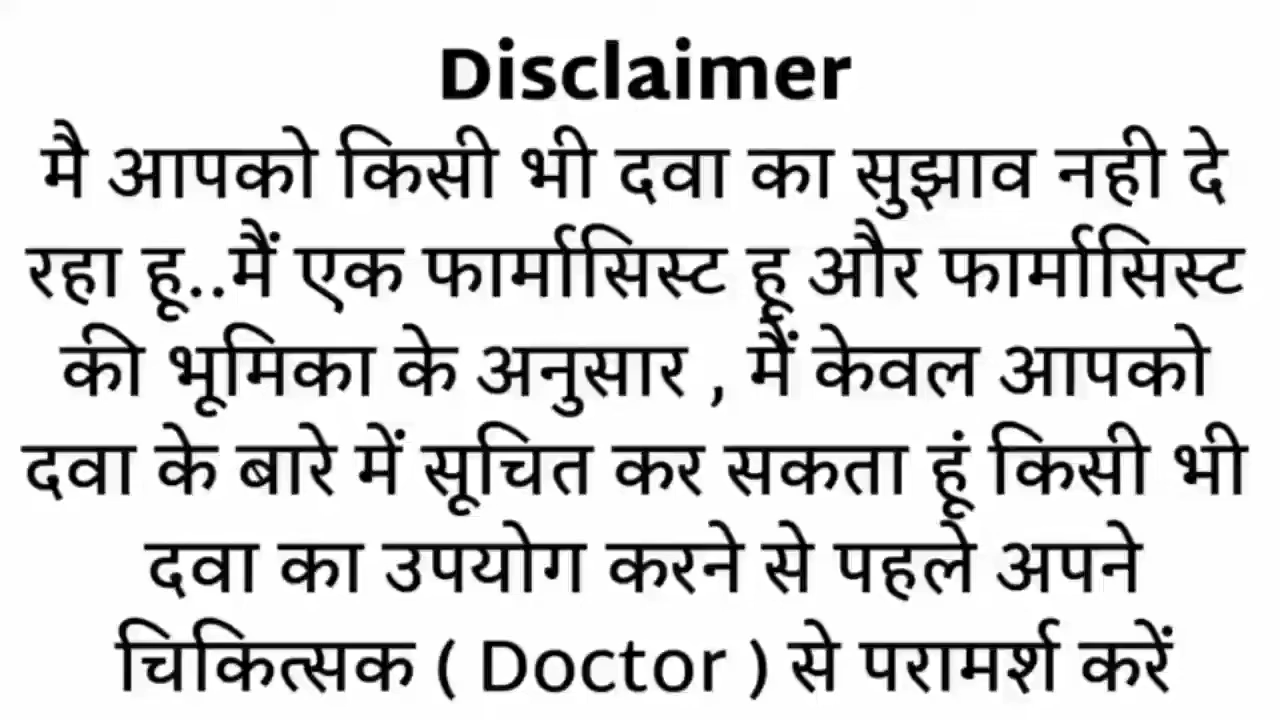 Disclaimer
मै आपको किसी भी दवा का सुझाव नही दे
रहा हू..मैं एक फार्मासिस्ट हू और फार्मासिस्ट
की भूमिका के अनुसार , मैं केवल आपको
दवा के बारे में सूचित कर सकता हूं किसी भी
दवा का उपयोग करने से पहले अपने
चिकित्सक ( Doctor ) से परामर्श करें